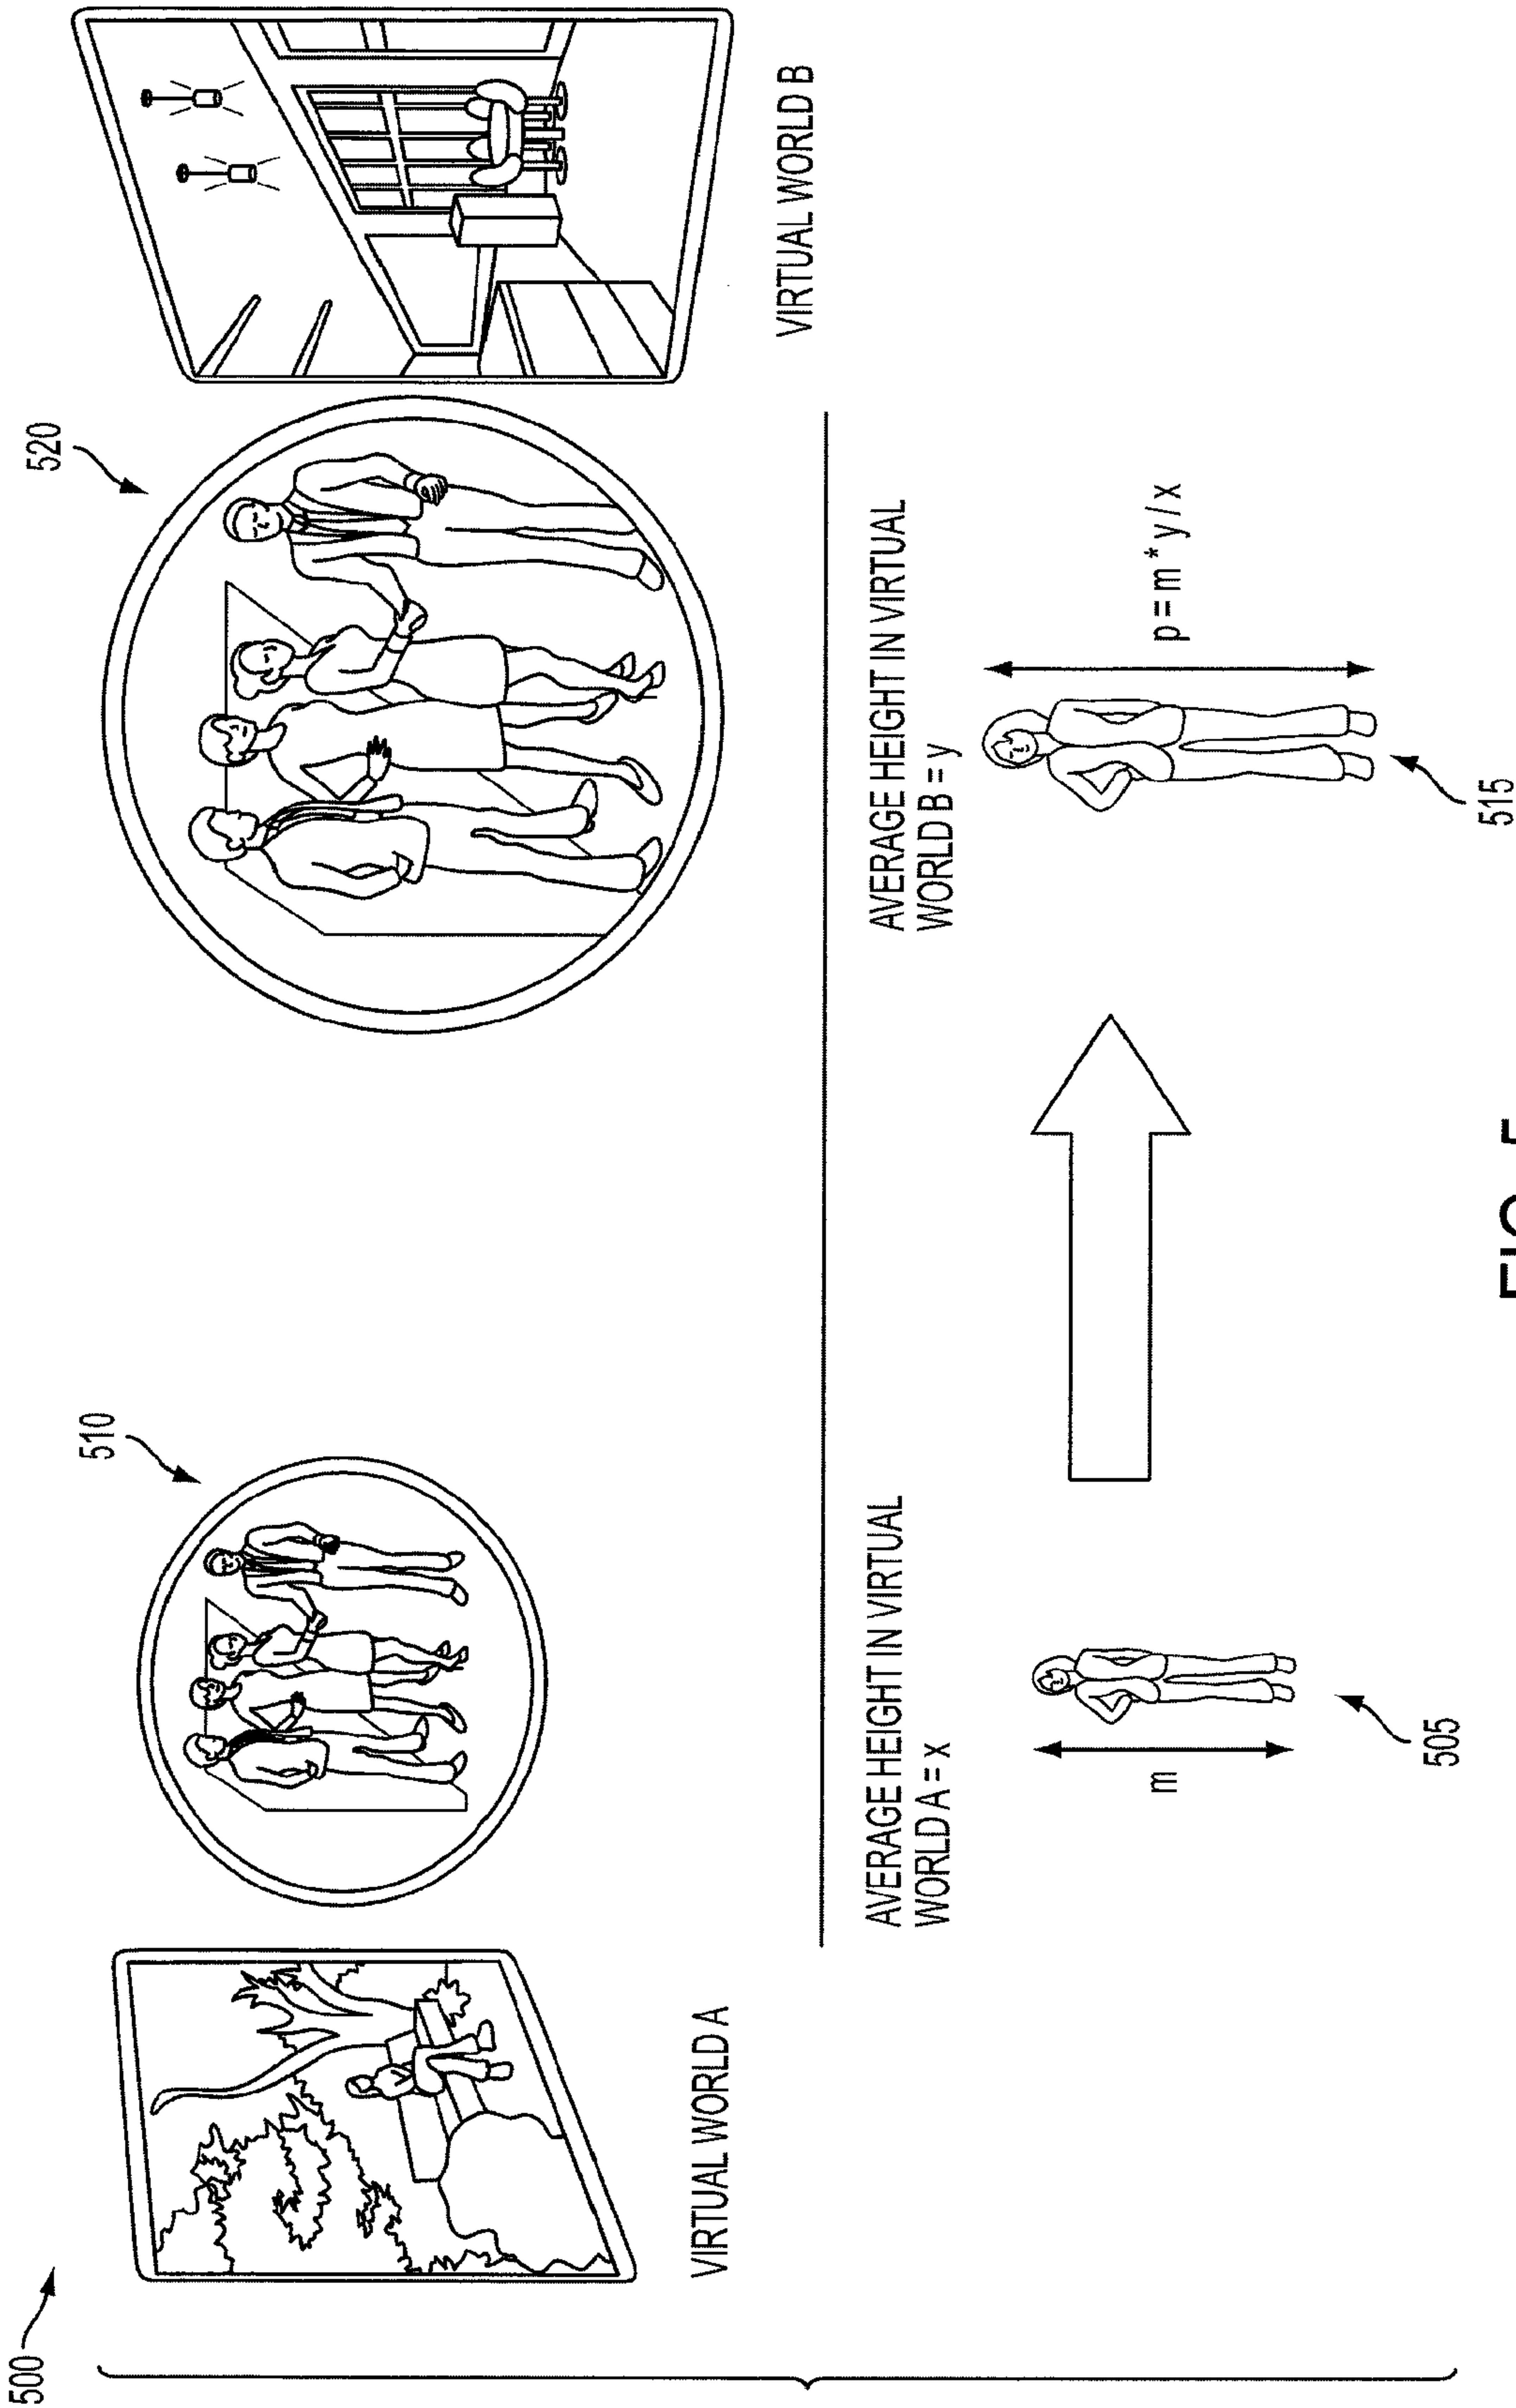 500
510
520
VIRTUAL WORLD A
VIRTUAL WORLD B
AVERAGE HEIGHT IN VIRTUAL
WORLD A = x
AVERAGE HEIGHT IN VIRTUAL
WORLD B = y
m
p = m * y / x
505
515